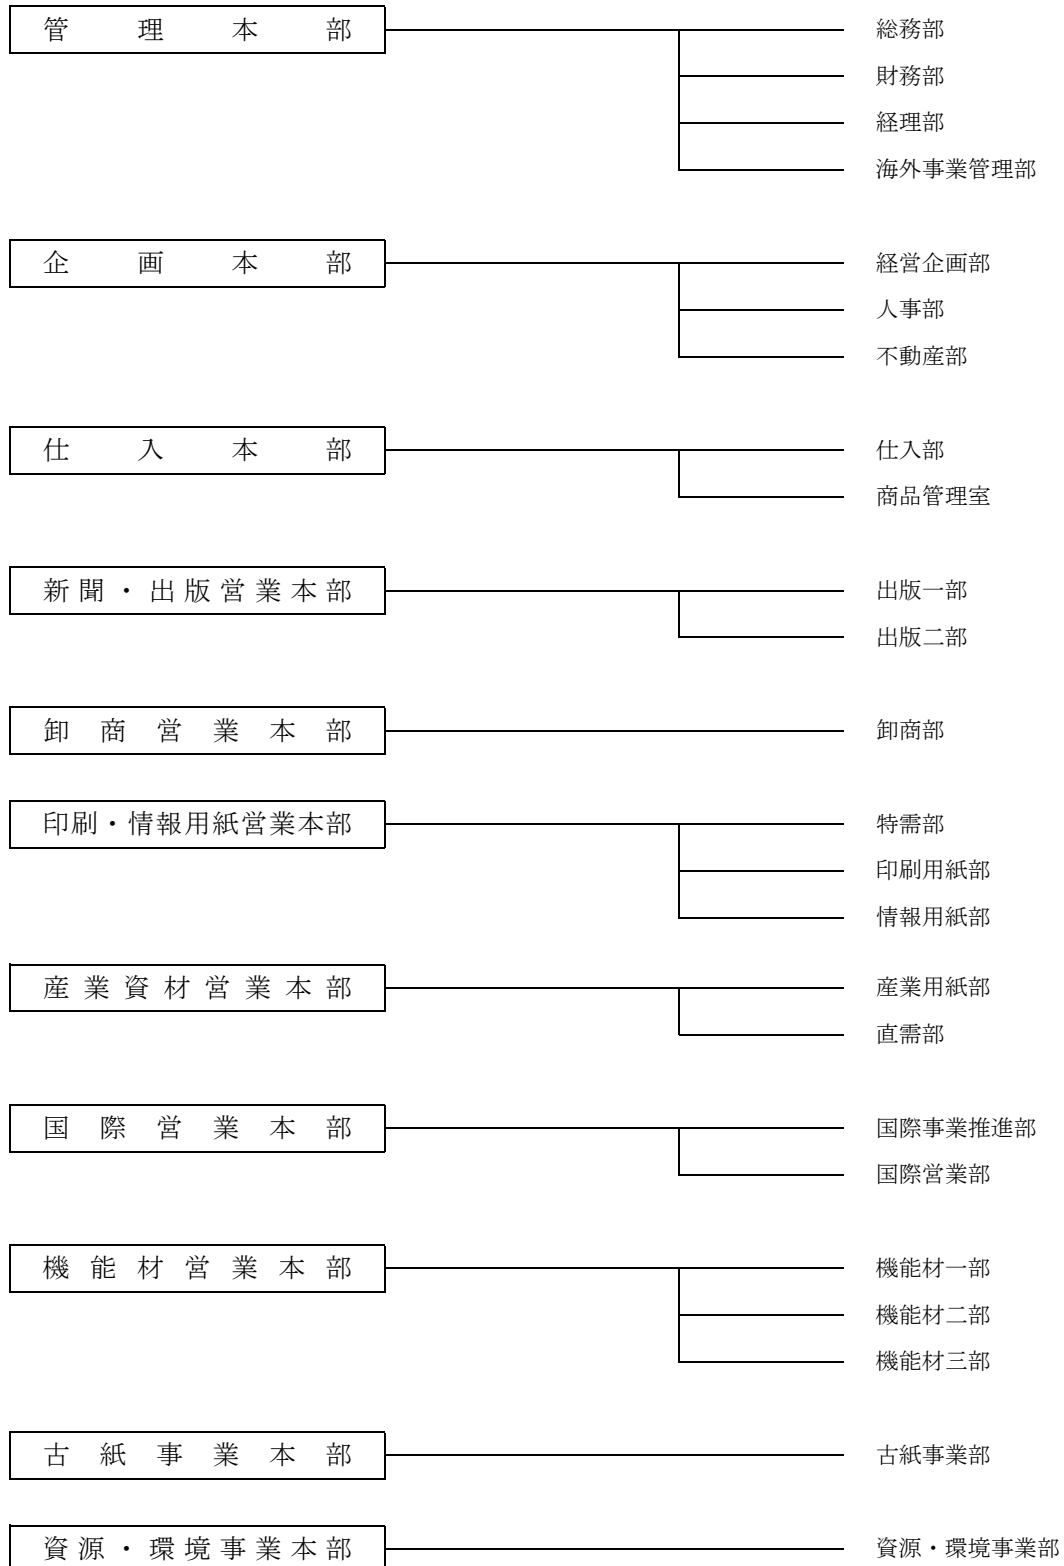 管理本部 総務部
財務部
経理部
海外事業管理部
企画本部 経営企画部
人事部
不動産部
仕入本部 仕入部
商品管理室
新聞・出版営業本部 出版一部
出版二部
卸商営業本部 卸商部
印刷・情報用紙営業本部 特需部
印刷用紙部
情報用紙部
産業資材営業本部 産業用紙部
直需部
国際営業本部 国際事業推進部
国際営業部
機能材営業本部 機能材一部
機能材二部
機能材三部
古紙事業本部 古紙事業部
資源・環境事業本部 資源・環境事業部